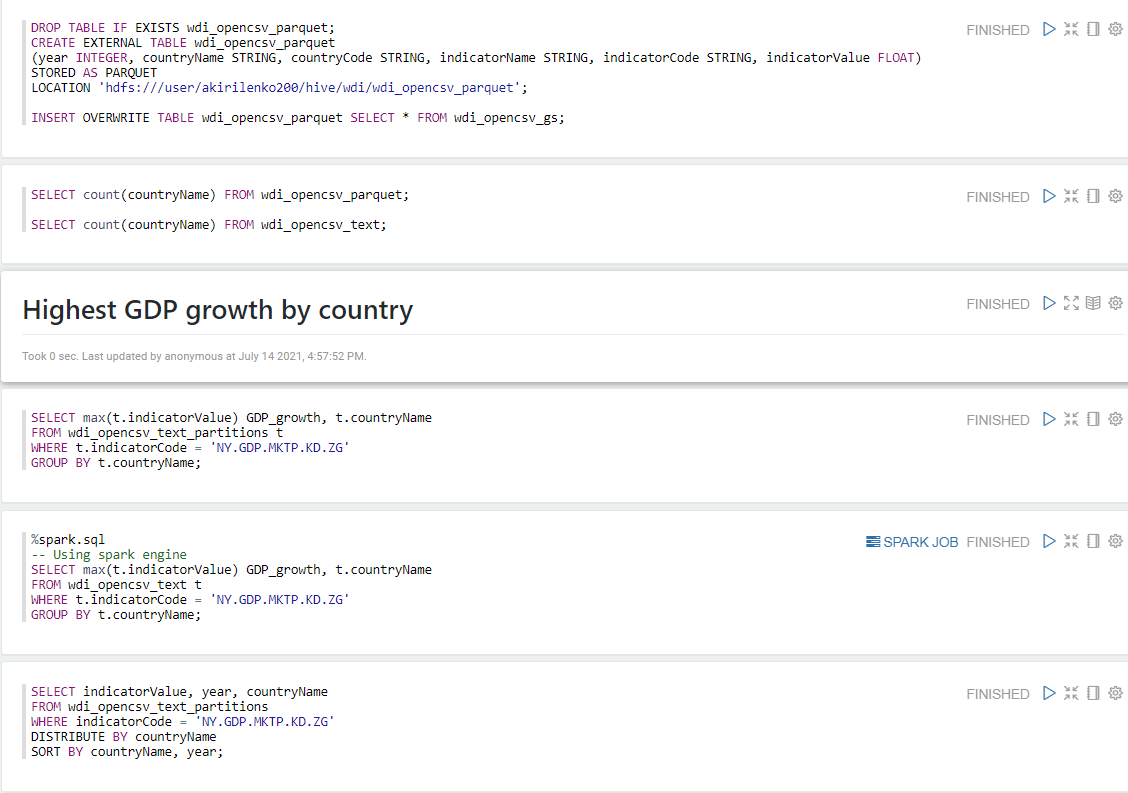 DROP TABLE IF EXISTS wdi_opencsv_parquet;
FINISHED
CREATE EXTERNAL TABLE wdi_opencsv_parquet
(year INTEGER, countryName STRING, countryCode STRING, indicatorName STRING, indicatorCode STRING, indicatorValue FLOAT)
STORED AS PARQUET
LOCATION 'hdfs:///user/akirilenko200/hive/wdi/wdi_opencsv_parquet';
INSERT OVERWRITE TABLE wdi_opencsv_parquet SELECT * FROM wdi_opencsv_gs;
SELECT count(countryName) FROM wdi_opencsv_parquet;
FINISHED
SELECT count(countryName) FROM wdi_opencsv_text;
Highest GDP growth by country
FINISHED
Took 0 sec. Last updated by anonymous at July 14 2021, 4:57:52 PM.
SELECT max(t.indicatorValue) GDP_growth, t.countryName
FINISHED
FROM wdi_opencsv_text_partitions t
WHERE t.indicatorCode = 'NY.GDP.MKTP.KD.ZG'
GROUP BY t.countryName;
%spark.sql
SPARK JOB FINISHED
-- Using spark engine
SELECT max(t.indicatorValue) GDP_growth, t.countryName
FROM wdi_opencsv_text t
WHERE t.indicatorCode = 'NY.GDP.MKTP.KD.ZG'
GROUP BY t.countryName;
SELECT indicatorValue, year, countryName
FINISHED
FROM wdi_opencsv_text_partitions
WHERE indicatorCode = 'NY.GDP.MKTP.KD.ZG'
DISTRIBUTE BY countryName
SORT BY countryName, year;